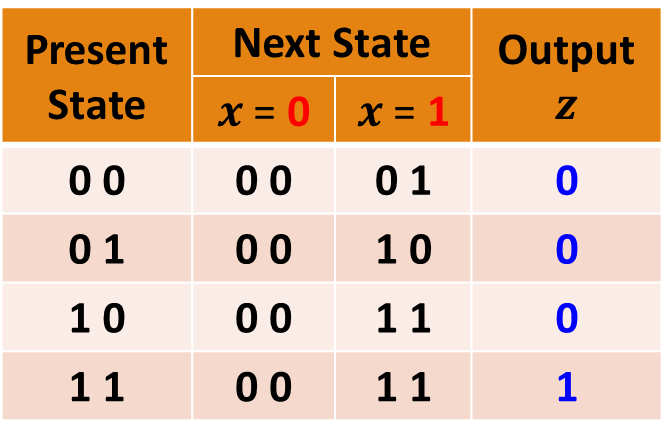 Present State Next State Output z
x = 0 x = 1
0 0 0 0 0 1 0
0 1 0 0 1 0 0
1 0 0 0 1 1 0
1 1 0 0 1 1 1